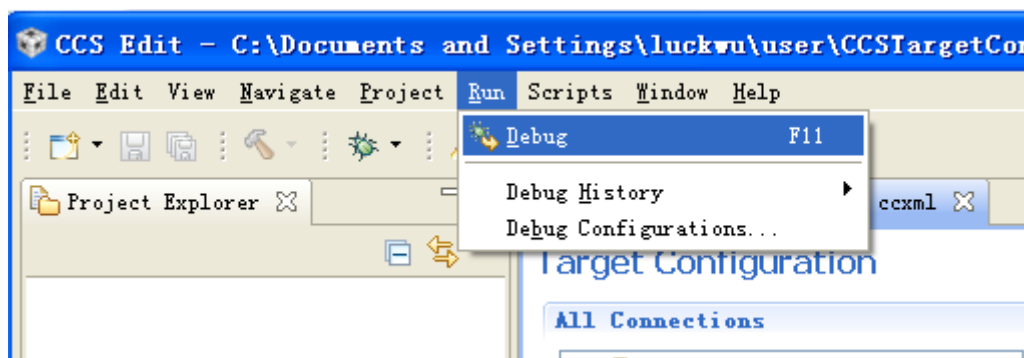 CCS Edit - C:\Documents and Settings\luckwu\user\CCSTargetCo
File Edit View Navigate Project Run Scripts Window Help
Debug F11
Project Explorer
Debug History
ccxml
Debug Configurations...
Target Configuration
All Connections